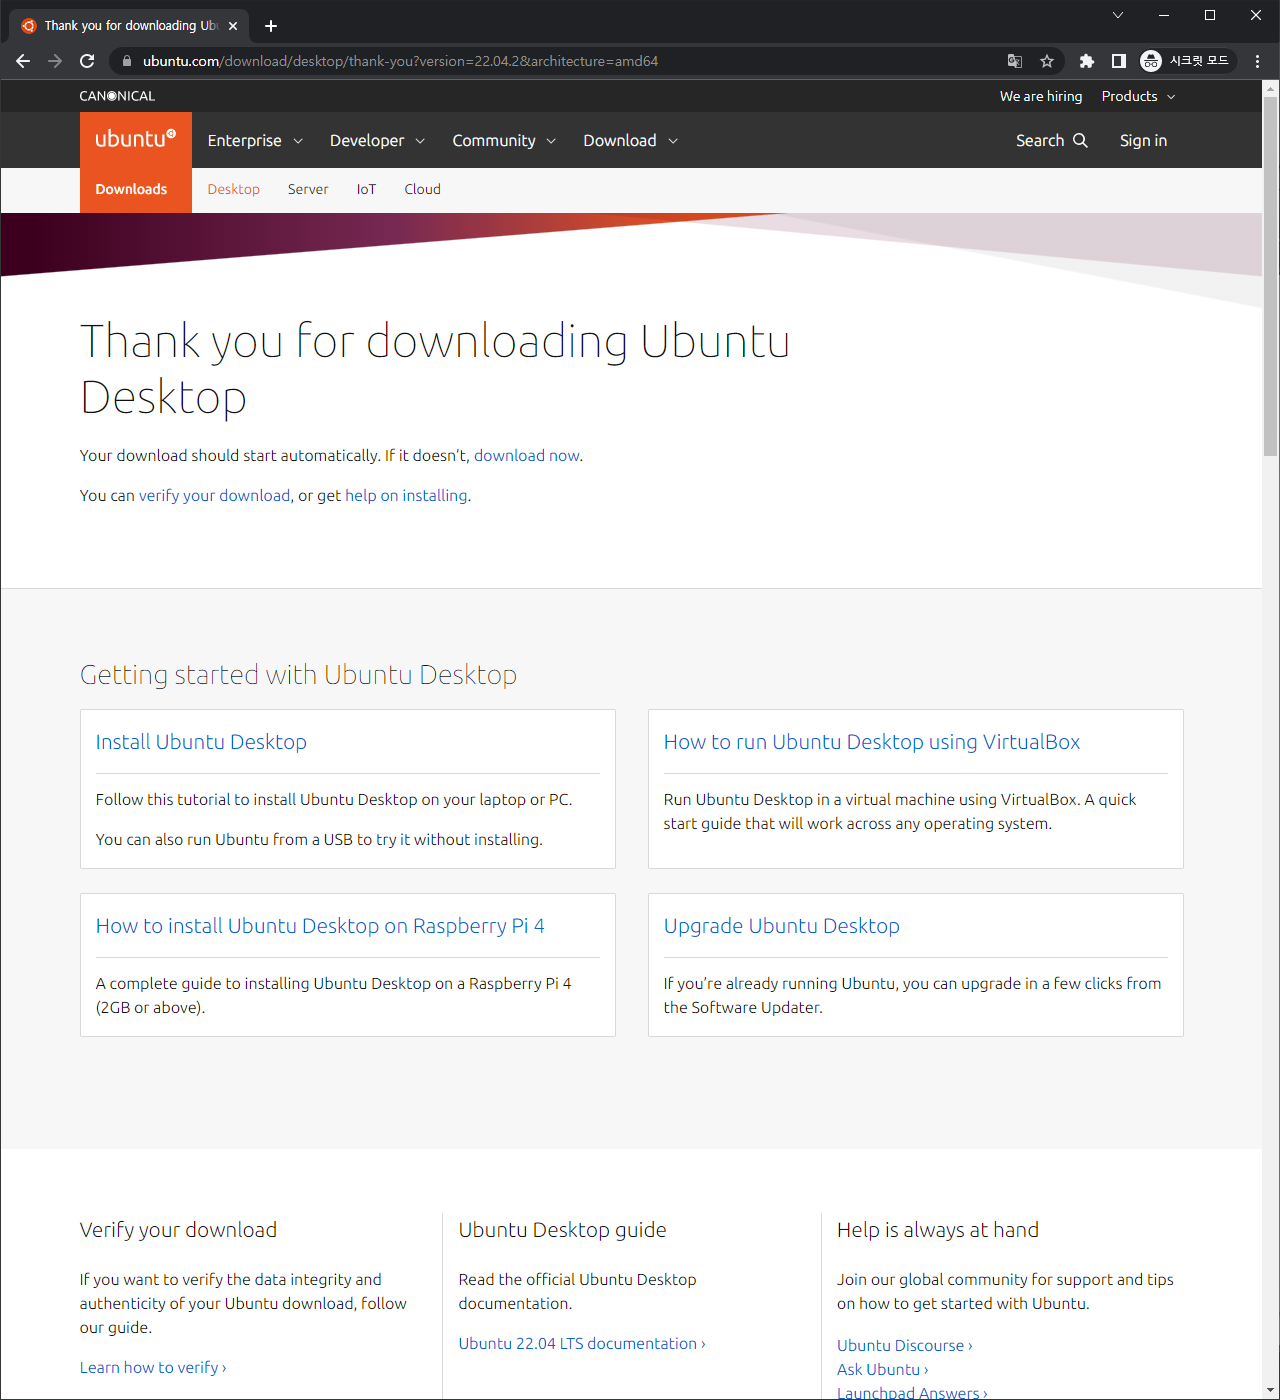 Thank you for downloading Ub
ubuntu.com/download/desktop/thank-you?version=22.04.2&architecture=amd64
시크릿 모드
CANONICAL
We are hiring
Products
ubuntu
Enterprise
Developer
Community
Download
Search
Sign in
Downloads
Desktop
Server
IoT
Cloud
Thank you for downloading Ubuntu
Desktop
Your download should start automatically. If it doesn’t, download now.
You can verify your download, or get help on installing.
Getting started with Ubuntu Desktop
Install Ubuntu Desktop
Follow this tutorial to install Ubuntu Desktop on your laptop or PC.
You can also run Ubuntu from a USB to try it without installing.
How to run Ubuntu Desktop using VirtualBox
Run Ubuntu Desktop in a virtual machine using VirtualBox. A quick
start guide that will work across any operating system.
How to install Ubuntu Desktop on Raspberry Pi 4
A complete guide to installing Ubuntu Desktop on a Raspberry Pi 4
(2GB or above).
Upgrade Ubuntu Desktop
If you’re already running Ubuntu, you can upgrade in a few clicks from
the Software Updater.
Verify your download
If you want to verify the data integrity and
authenticity of your Ubuntu download, follow
our guide.
Learn how to verify ›
Ubuntu Desktop guide
Read the official Ubuntu Desktop
documentation.
Ubuntu 22.04 LTS documentation ›
Help is always at hand
Join our global community for support and tips
on how to get started with Ubuntu.
Ubuntu Discourse ›
Ask Ubuntu ›
Launchpad Answers ›